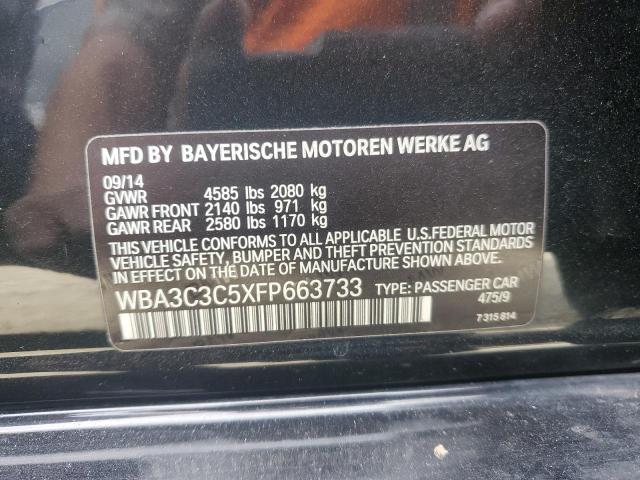 MFD BY BAYERISCHE MOTOREN WERKE AG
09/14
GVWR 4585 lbs 2080 kg
GAWR FRONT 2140 lbs 971 kg
GAWR REAR 2580 lbs 1170 kg
THIS VEHICLE CONFORMS TO ALL APPLICABLE U.S.FEDERAL MOTOR
VEHICLE SAFETY, BUMPER AND THEFT PREVENTION STANDARDS
IN EFFECT ON THE DATE OF MANUFACTURE SHOWN ABOVE.
WBA3C3C5XFP663733 TYPE: PASSENGER CAR
475/9
7 315 814